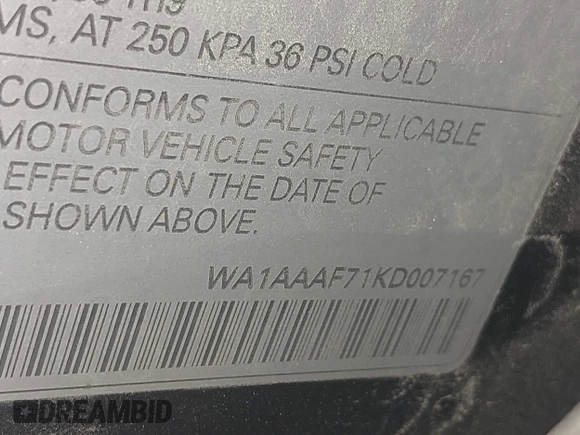 MS, AT 250 KPA 36 PSI COLD
CONFORMS TO ALL APPLICABLE
MOTOR VEHICLE SAFETY
EFFECT ON THE DATE OF
SHOWN ABOVE.
WA1AAAF71KD007167
DREAMBID